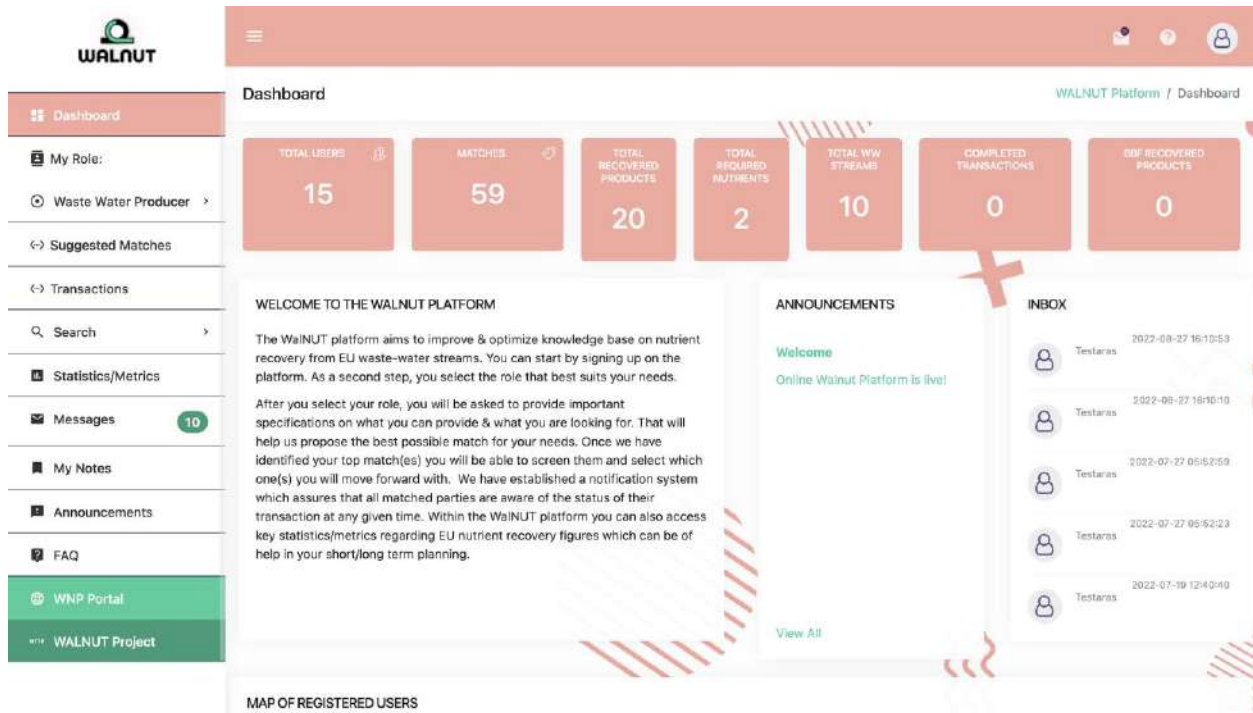 WALNUT
Dashboard
My Role:
Waste Water Producer
Suggested Matches
Transactions
Search
Statistics/Metrics
Messages 10
My Notes
Announcements
FAQ
WNP Portal
WALNUT Project
Dashboard
WALNUT Platform / Dashboard
TOTAL USERS
15
MATCHES
59
TOTAL
RECOVERED
PRODUCTS
20
TOTAL
REQUIRED
NUTRIENTS
2
TOTAL WW
STREAMS
10
COMPLETED
TRANSACTIONS
0
BBF RECOVERED
PRODUCTS
0
WELCOME TO THE WALNUT PLATFORM
The WalNUT platform aims to improve & optimize knowledge base on nutrient
recovery from EU waste-water streams. You can start by signing up on the
platform. As a second step, you select the role that best suits your needs.
After you select your role, you will be asked to provide important
specifications on what you can provide & what you are looking for. That will
help us propose the best possible match for your needs. Once we have
identified your top match(es) you will be able to screen them and select which
one(s) you will move forward with. We have established a notification system
which assures that all matched parties are aware of the status of their
transaction at any given time. Within the WalNUT platform you can also access
key statistics/metrics regarding EU nutrient recovery figures which can be of
help in your short/long term planning.
ANNOUNCEMENTS
Welcome
Online Walnut Platform is live!
View All
INBOX
2022-08-27 16:10:53
Testaras
2022-08-27 16:10:10
Testaras
2022-07-27 05:52:59
Testaras
2022-07-27 05:52:23
Testaras
2022-07-19 12:40:40
Testaras
MAP OF REGISTERED USERS